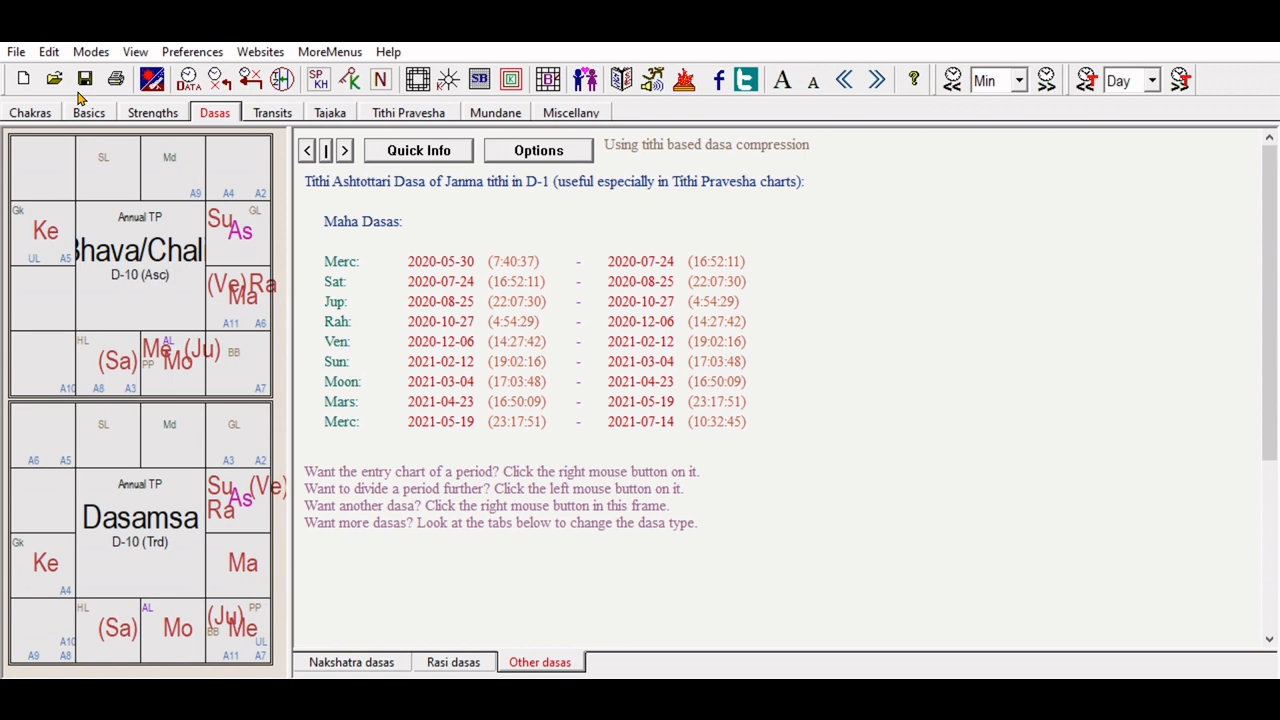 File Edit Modes View Preferences Websites MoreMenus Help
DATA SP KH K N SB K 8 f t A A ? Min Day
Chakras Basics Strengths Dasas Transits Tajaka Tithi Pravesha Mundane Miscellany
< | > Quick Info Options Using tithi based dasa compression
Tithi Ashtottari Dasa of Janma tithi in D-1 (useful especially in Tithi Pravesha charts):
Maha Dasas:
Merc: 2020-05-30 (7:40:37) - 2020-07-24 (16:52:11)
Sat: 2020-07-24 (16:52:11) - 2020-08-25 (22:07:30)
Jup: 2020-08-25 (22:07:30) - 2020-10-27 (4:54:29)
Rah: 2020-10-27 (4:54:29) - 2020-12-06 (14:27:42)
Ven: 2020-12-06 (14:27:42) - 2021-02-12 (19:02:16)
Sun: 2021-02-12 (19:02:16) - 2021-03-04 (17:03:48)
Moon: 2021-03-04 (17:03:48) - 2021-04-23 (16:50:09)
Mars: 2021-04-23 (16:50:09) - 2021-05-19 (23:17:51)
Merc: 2021-05-19 (23:17:51) - 2021-07-14 (10:32:45)
Want the entry chart of a period? Click the right mouse button on it.
Want to divide a period further? Click the left mouse button on it.
Want another dasa? Click the right mouse button in this frame.
Want more dasas? Look at the tabs below to change the dasa type.
Nakshatra dasas Rasi dasas Other dasas
SL Md
A9 A4 A2
Gk Ke UL A5
Annual TP
Bhava/Chali
D-10 (Asc)
Su GL As
(Ve) Ra Ma A11 A6
HL (Sa) A10 A8 A3
Me AL (Ju) PP Mo
BB A7
SL Md GL
A6 A5 A3 A2
Annual TP
Dasamsa
D-10 (Trd)
Su (Ve) As Ra
Gk Ke A4
Ma
HL (Sa) A10 A9 A8
AL Mo
(Ju) PP BB Me UL A11 A7